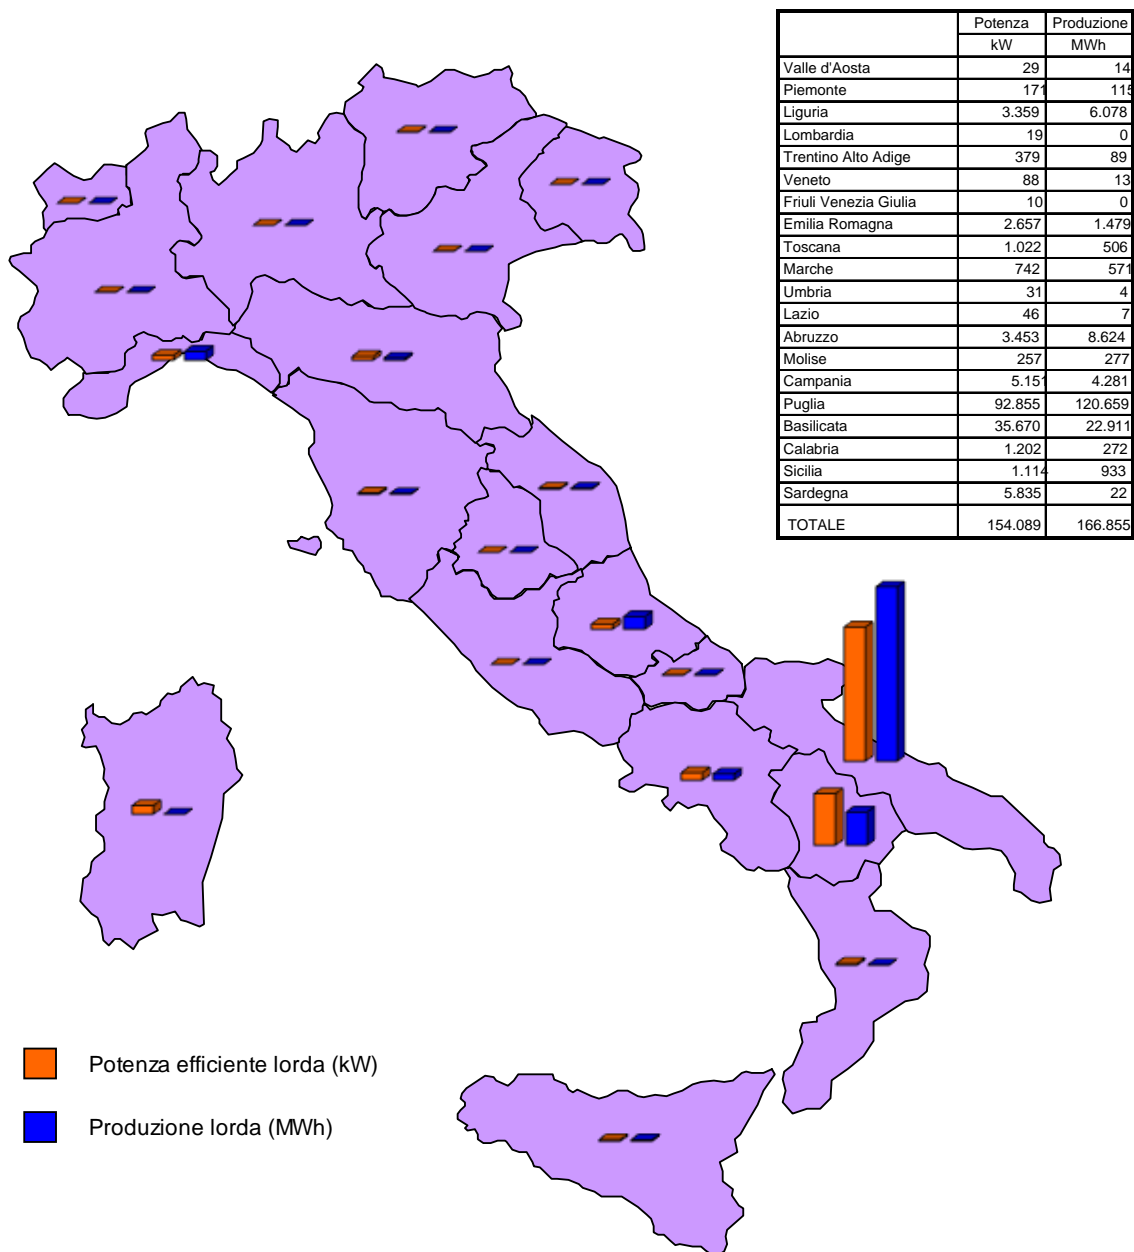 Potenza Produzione
kW MWh
Valle d'Aosta 29 14
Piemonte 171 115
Liguria 3.359 6.078
Lombardia 19 0
Trentino Alto Adige 379 89
Veneto 88 13
Friuli Venezia Giulia 10 0
Emilia Romagna 2.657 1.479
Toscana 1.022 506
Marche 742 571
Umbria 31 4
Lazio 46 7
Abruzzo 3.453 8.624
Molise 257 277
Campania 5.151 4.281
Puglia 92.855 120.659
Basilicata 35.670 22.911
Calabria 1.202 272
Sicilia 1.114 933
Sardegna 5.835 22
TOTALE 154.089 166.855
Potenza efficiente lorda (kW)
Produzione lorda (MWh)